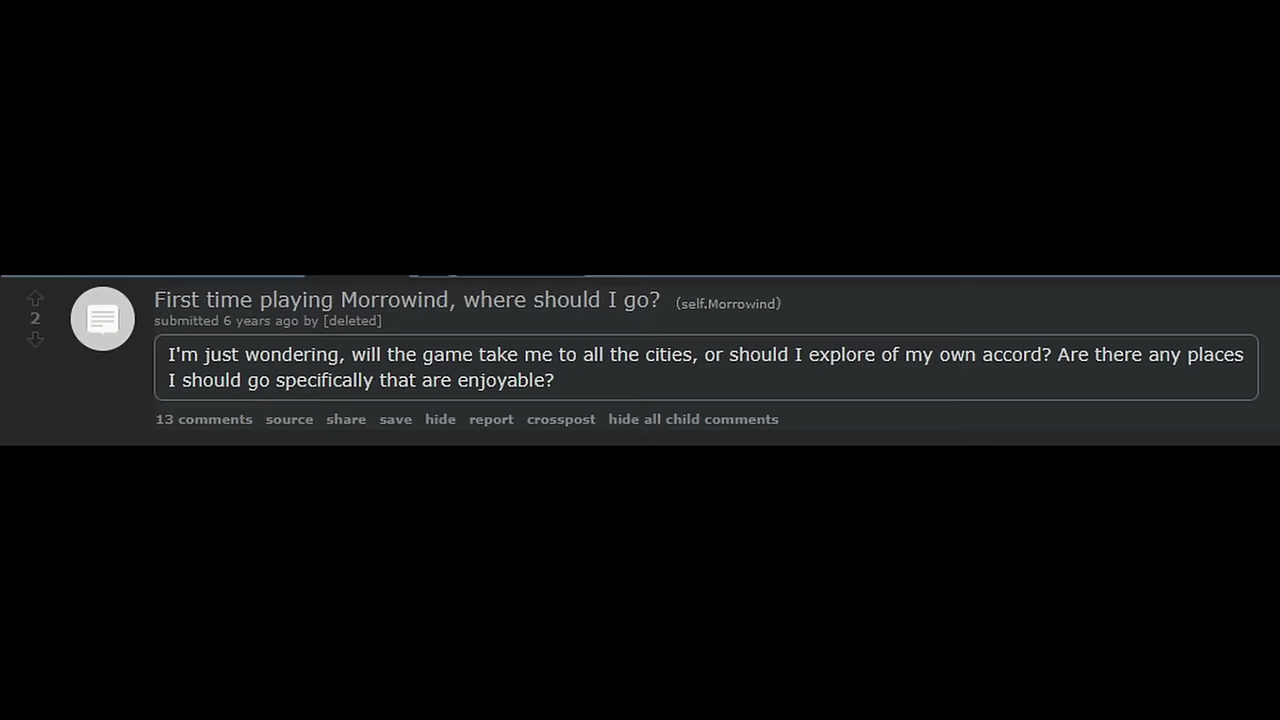 First time playing Morrowind, where should I go? (self.Morrowind)
2
submitted 6 years ago by [deleted]
I'm just wondering, will the game take me to all the cities, or should I explore of my own accord? Are there any places
I should go specifically that are enjoyable?
13 comments source share save hide report crosspost hide all child comments